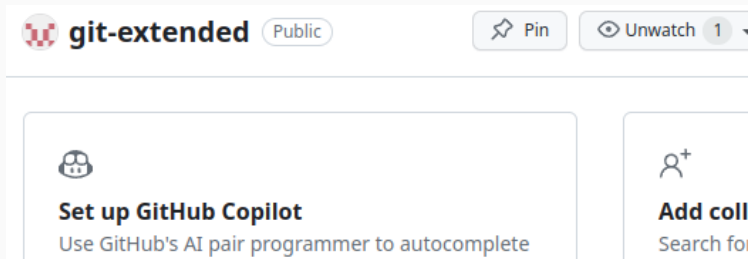 git-extended Public Pin Unwatch 1
Set up GitHub Copilot
Use GitHub's AI pair programmer to autocomplete
Add coll
Search for